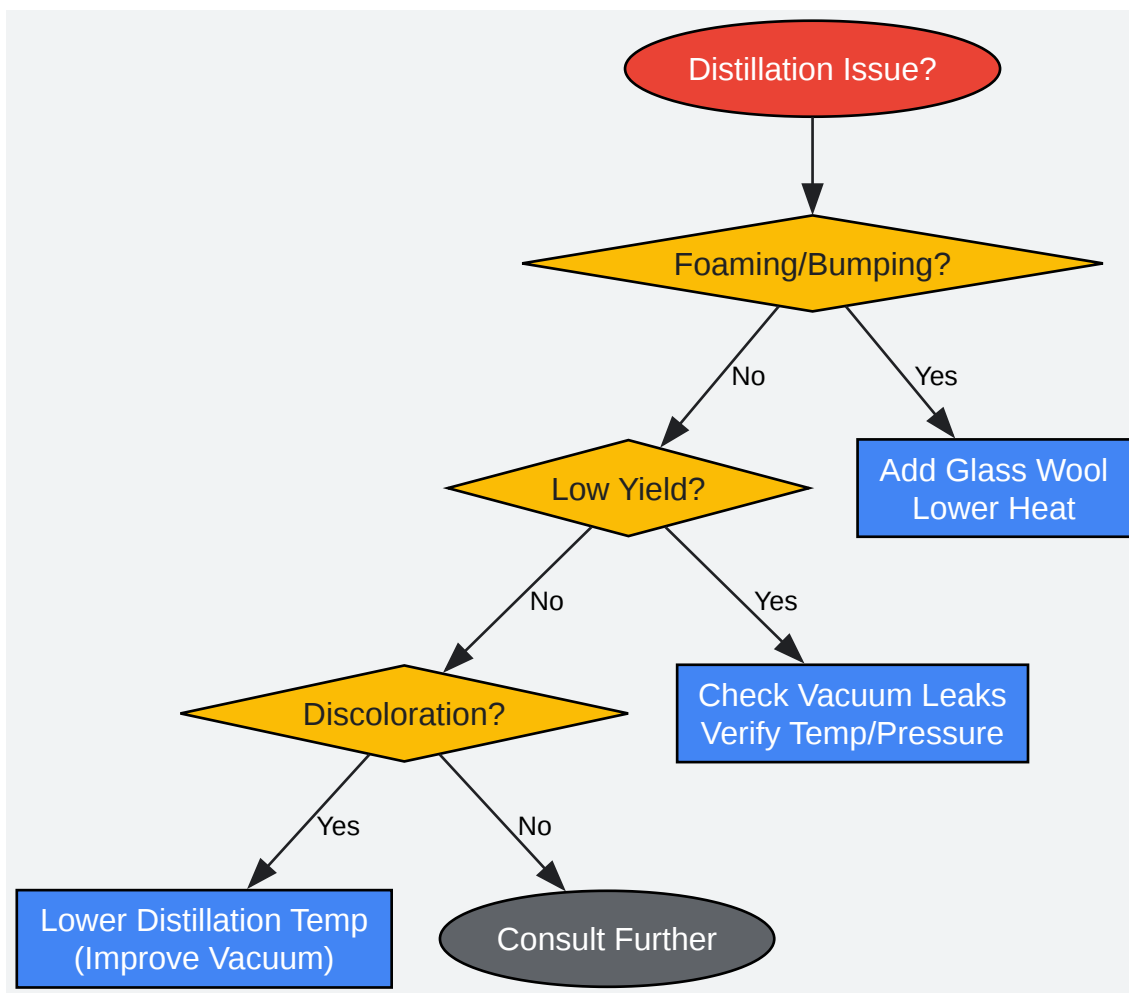 Distillation Issue?
Foaming/Bumping?
No
Yes
Low Yield?
Add Glass Wool
Lower Heat
No
Yes
Discoloration?
Check Vacuum Leaks
Verify Temp/Pressure
Yes
No
Lower Distillation Temp
(Improve Vacuum)
Consult Further